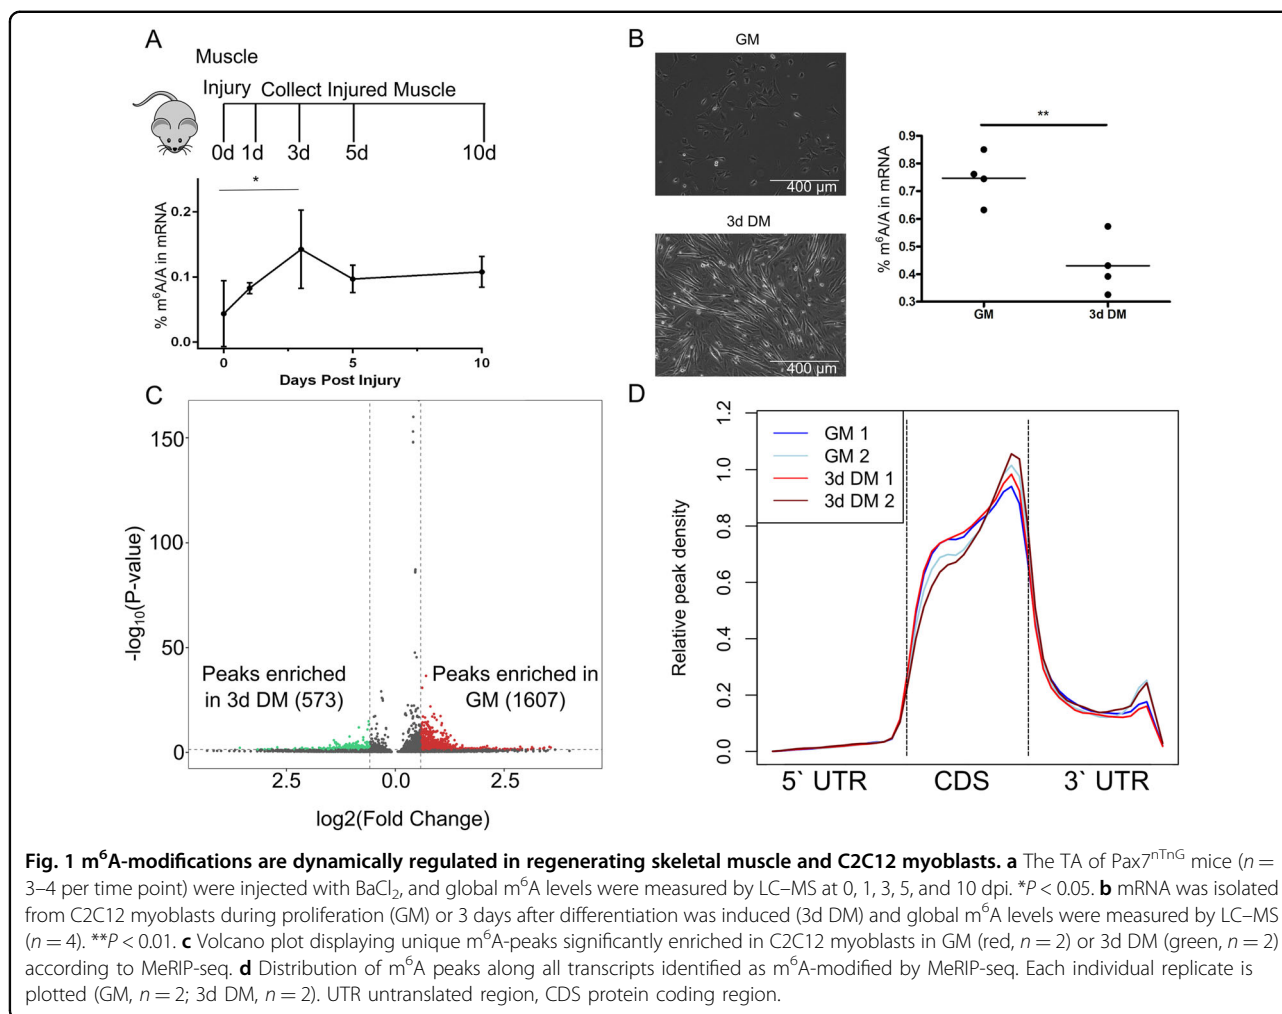 A
Muscle
Injury
Collect Injured Muscle
0d 1d 3d 5d 10d
*
% m⁶A/A in mRNA
0.2
0.1
0.0
0 5 10
Days Post Injury
B
GM
400 µm
3d DM
400 µm
**
% m⁶A/A in mRNA
0.9
0.8
0.7
0.6
0.5
0.4
0.3
GM 3d DM
C
-log₁₀(P-value)
150
100
50
0
Peaks enriched
in 3d DM (573)
Peaks enriched in
GM (1607)
2.5 0.0 2.5
log2(Fold Change)
D
Relative peak density
1.2
1.0
0.8
0.6
0.4
0.2
0.0
GM 1
GM 2
3d DM 1
3d DM 2
5` UTR CDS 3` UTR
Fig. 1 m⁶A-modifications are dynamically regulated in regenerating skeletal muscle and C2C12 myoblasts. a The TA of Pax7ⁿᵀⁿᴳ mice (n =
3–4 per time point) were injected with BaCl₂, and global m⁶A levels were measured by LC–MS at 0, 1, 3, 5, and 10 dpi. *P < 0.05. b mRNA was isolated
from C2C12 myoblasts during proliferation (GM) or 3 days after differentiation was induced (3d DM) and global m⁶A levels were measured by LC–MS
(n = 4). **P < 0.01. c Volcano plot displaying unique m⁶A-peaks significantly enriched in C2C12 myoblasts in GM (red, n = 2) or 3d DM (green, n = 2)
according to MeRIP-seq. d Distribution of m⁶A peaks along all transcripts identified as m⁶A-modified by MeRIP-seq. Each individual replicate is
plotted (GM, n = 2; 3d DM, n = 2). UTR untranslated region, CDS protein coding region.